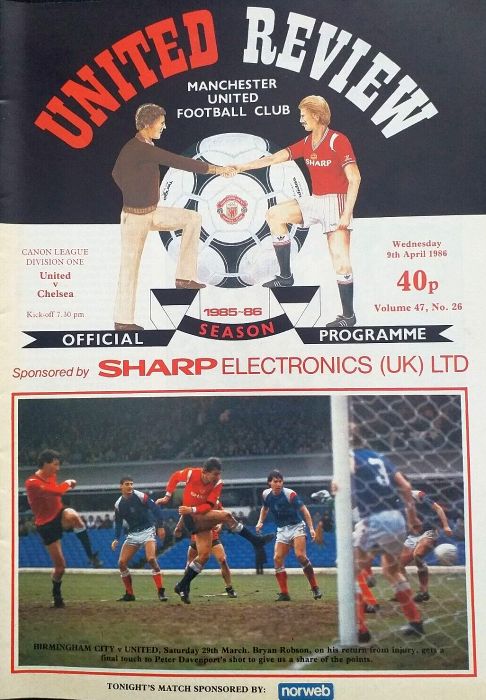 UNITED REVIEW
MANCHESTER
UNITED
FOOTBALL CLUB
CANON LEAGUE
DIVISION ONE
United
v
Chelsea
Kick-off 7.30 pm
Wednesday
9th April 1986
40p
Volume 47, No. 26
1985-86
OFFICIAL SEASON PROGRAMME
Sponsored by SHARP ELECTRONICS (UK) LTD
BIRMINGHAM CITY v UNITED, Saturday 29th March. Bryan Robson, on his return from injury, gets a
final touch to Peter Davenport's shot to give us a share of the points.
TONIGHT'S MATCH SPONSORED BY: norweb